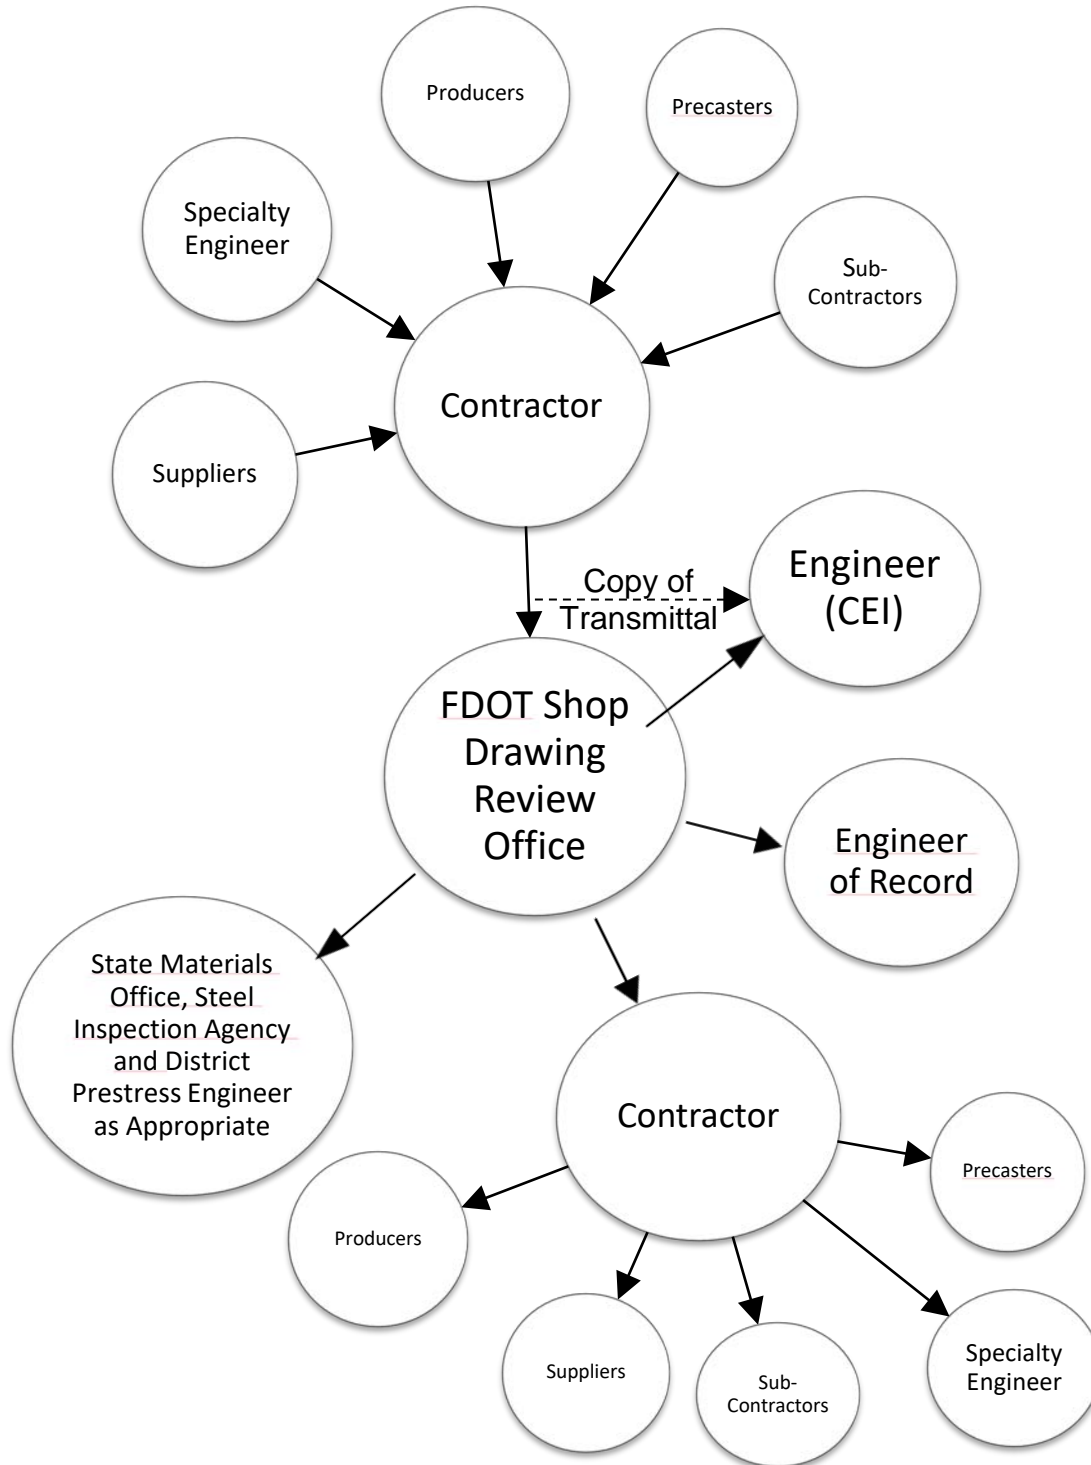 Producers
Precasters
Specialty
Engineer
Sub-
Contractors
Contractor
Suppliers
Engineer
(CEI)
Copy of
Transmittal
FDOT Shop
Drawing
Review
Office
Engineer
of Record
State Materials
Office, Steel
Inspection Agency
and District
Prestress Engineer
as Appropriate
Contractor
Precasters
Producers
Suppliers
Sub-
Contractors
Specialty
Engineer